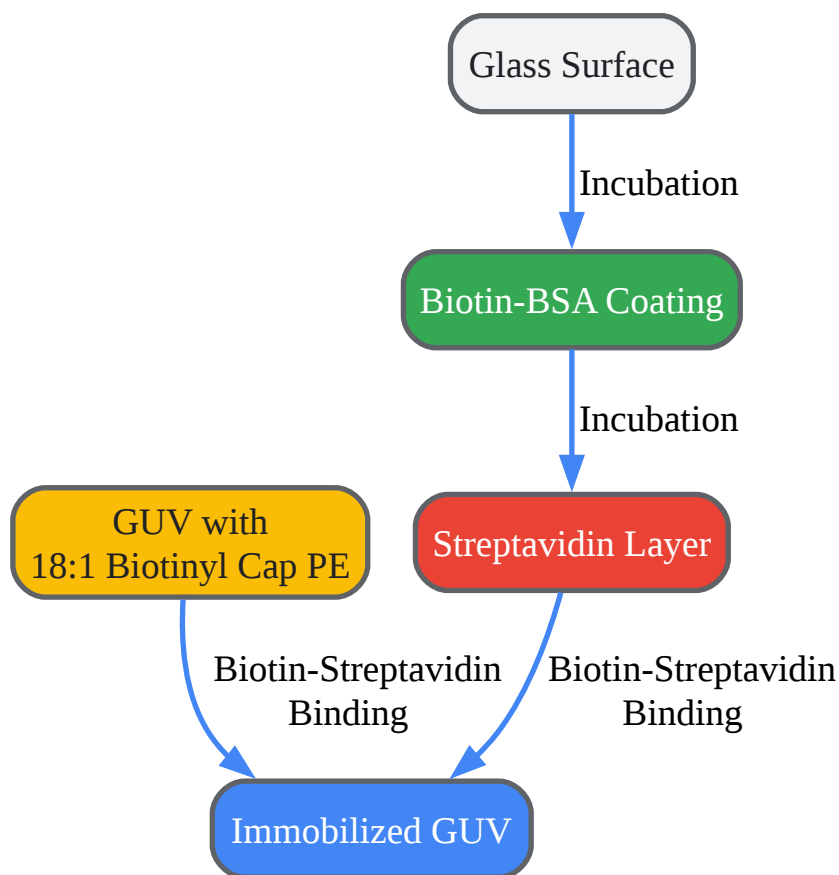 Glass Surface
Incubation
Biotin-BSA Coating
Incubation
GUV with
18:1 Biotinyl Cap PE
Streptavidin Layer
Biotin-Streptavidin
Binding
Biotin-Streptavidin
Binding
Immobilized GUV